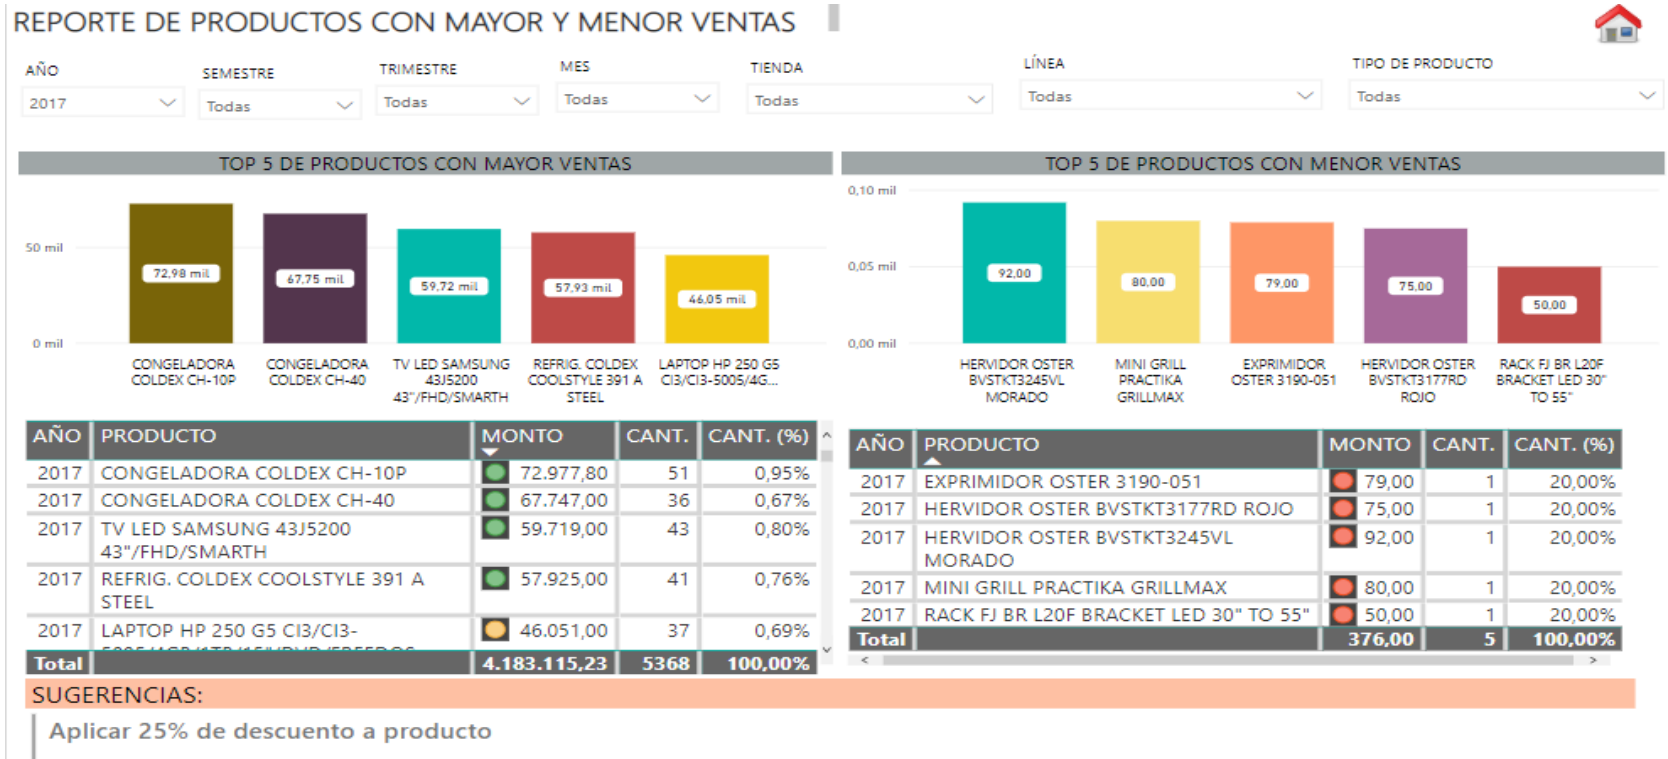 REPORTE DE PRODUCTOS CON MAYOR Y MENOR VENTAS
AÑO
SEMESTRE
TRIMESTRE
MES
TIENDA
LÍNEA
TIPO DE PRODUCTO
2017
Todas
Todas
Todas
Todas
Todas
Todas
TOP 5 DE PRODUCTOS CON MAYOR VENTAS
50 mil
0 mil
72,98 mil
67,75 mil
59,72 mil
57,93 mil
46,05 mil
CONGELADORA
COLDEX CH-10P
CONGELADORA
COLDEX CH-40
TV LED SAMSUNG
43J5200
43"/FHD/SMARTH
REFRIG. COLDEX
COOLSTYLE 391 A
STEEL
LAPTOP HP 250 G5
CI3/CI3-5005/4G...
TOP 5 DE PRODUCTOS CON MENOR VENTAS
0,10 mil
0,05 mil
0,00 mil
92,00
80,00
79,00
75,00
50,00
HERVIDOR OSTER
BVSTKT3245VL
MORADO
MINI GRILL
PRACTIKA
GRILLMAX
EXPRIMIDOR
OSTER 3190-051
HERVIDOR OSTER
BVSTKT3177RD
ROJO
RACK FJ BR L20F
BRACKET LED 30"
TO 55"
AÑO PRODUCTO MONTO CANT. CANT. (%)
2017 CONGELADORA COLDEX CH-10P 72.977,80 51 0,95%
2017 CONGELADORA COLDEX CH-40 67.747,00 36 0,67%
2017 TV LED SAMSUNG 43J5200 59.719,00 43 0,80%
43"/FHD/SMARTH
2017 REFRIG. COLDEX COOLSTYLE 391 A 57.925,00 41 0,76%
STEEL
2017 LAPTOP HP 250 G5 CI3/CI3- 46.051,00 37 0,69%
Total 4.183.115,23 5368 100,00%
AÑO PRODUCTO MONTO CANT. CANT. (%)
2017 EXPRIMIDOR OSTER 3190-051 79,00 1 20,00%
2017 HERVIDOR OSTER BVSTKT3177RD ROJO 75,00 1 20,00%
2017 HERVIDOR OSTER BVSTKT3245VL 92,00 1 20,00%
MORADO
2017 MINI GRILL PRACTIKA GRILLMAX 80,00 1 20,00%
2017 RACK FJ BR L20F BRACKET LED 30" TO 55" 50,00 1 20,00%
Total 376,00 5 100,00%
SUGERENCIAS:
Aplicar 25% de descuento a producto